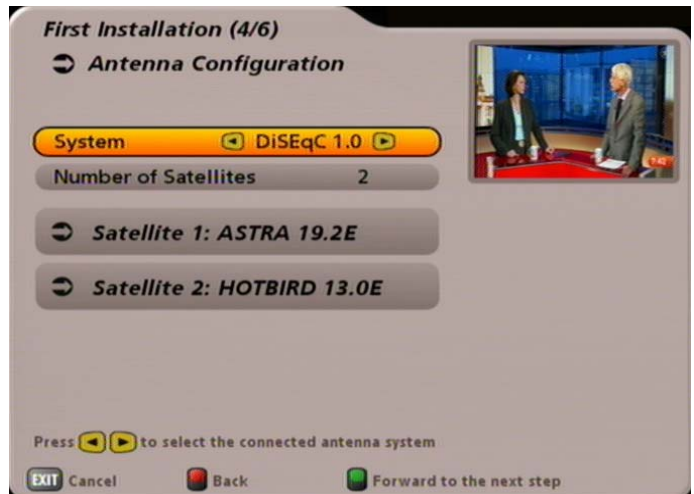 First Installation (4/6)
Antenna Configuration
System DiSEqC 1.0
Number of Satellites 2
Satellite 1: ASTRA 19.2E
Satellite 2: HOTBIRD 13.0E
7:42
Press to select the connected antenna system
EXIT Cancel Back Forward to the next step